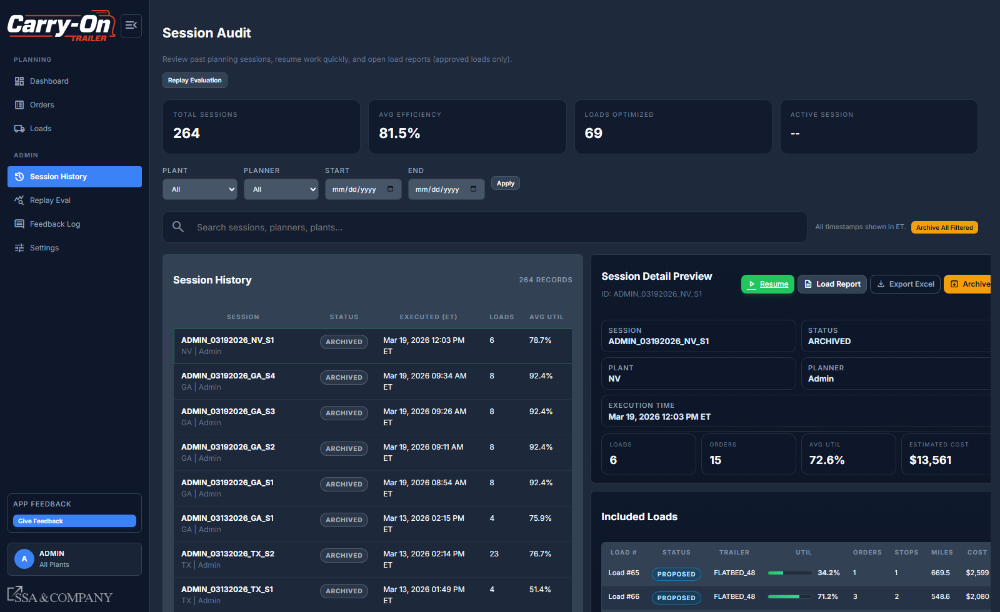 Carry-On
TRAILER
PLANNING
Dashboard
Orders
Loads
ADMIN
Session History
Replay Eval
Feedback Log
Settings
APP FEEDBACK
Give Feedback
A
ADMIN
All Plants
SSA & COMPANY
Session Audit
Review past planning sessions, resume work quickly, and open load reports (approved loads only).
Replay Evaluation
TOTAL SESSIONS
264
AVG EFFICIENCY
81.5%
LOADS OPTIMIZED
69
ACTIVE SESSION
--
PLANT
PLANNER
START
END
All
All
mm/dd/yyyy
mm/dd/yyyy
Apply
Search sessions, planners, plants...
All timestamps shown in ET.
Archive All Filtered
Session History
264 RECORDS
SESSION STATUS EXECUTED (ET) LOADS AVG UTIL
ADMIN_03192026_NV_S1 ARCHIVED Mar 19, 2026 12:03 PM 6 78.7%
NV | Admin ET
ADMIN_03192026_GA_S4 ARCHIVED Mar 19, 2026 09:34 AM 8 92.4%
GA | Admin ET
ADMIN_03192026_GA_S3 ARCHIVED Mar 19, 2026 09:26 AM 8 92.4%
GA | Admin ET
ADMIN_03192026_GA_S2 ARCHIVED Mar 19, 2026 09:11 AM 8 92.4%
GA | Admin ET
ADMIN_03192026_GA_S1 ARCHIVED Mar 19, 2026 08:54 AM 8 92.4%
GA | Admin ET
ADMIN_03132026_GA_S1 ARCHIVED Mar 13, 2026 02:15 PM 4 75.9%
GA | Admin ET
ADMIN_03132026_TX_S2 ARCHIVED Mar 13, 2026 02:14 PM 23 76.7%
TX | Admin ET
ADMIN_03132026_TX_S1 ARCHIVED Mar 13, 2026 01:49 PM 4 51.4%
TX | Admin ET
Session Detail Preview
ID: ADMIN_03192026_NV_S1
Resume
Load Report
Export Excel
Archive
SESSION
ADMIN_03192026_NV_S1
STATUS
ARCHIVED
PLANT
NV
PLANNER
Admin
EXECUTION TIME
Mar 19, 2026 12:03 PM ET
LOADS
6
ORDERS
15
AVG UTIL
72.6%
ESTIMATED COST
$13,561
Included Loads
LOAD # STATUS TRAILER UTIL ORDERS STOPS MILES COST
Load #65 PROPOSED FLATBED_48 34.2% 1 1 669.5 $2,599
Load #66 PROPOSED FLATBED_48 71.2% 3 2 548.6 $2,080